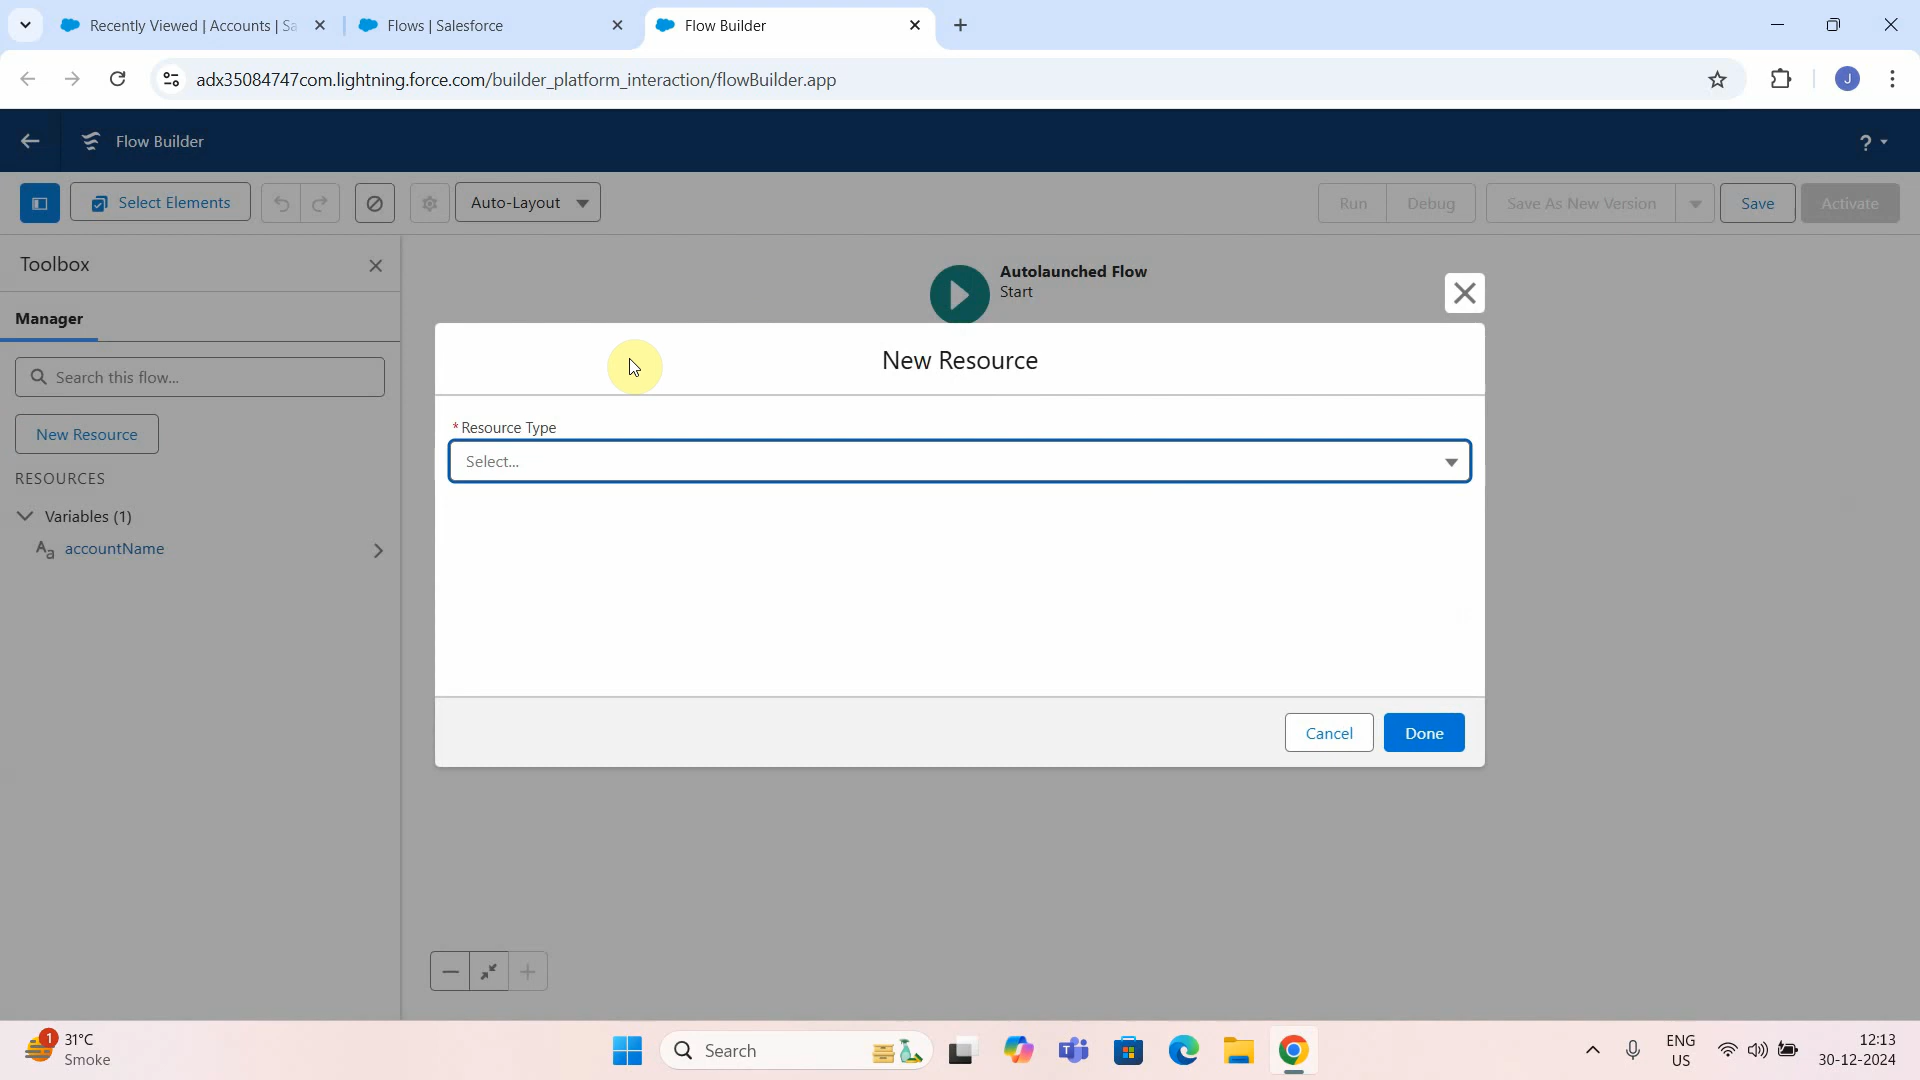 Recently Viewed | Accounts | Sa
Flows | Salesforce
Flow Builder
adx35084747com.lightning.force.com/builder_platform_interaction/flowBuilder.app
J
Flow Builder
?
Select Elements
Auto-Layout
Run
Debug
Save As New Version
Save
Activate
Toolbox
Manager
Search this flow...
New Resource
RESOURCES
Variables (1)
Aa accountName
Autolaunched Flow
Start
New Resource
* Resource Type
Select...
Cancel
Done
1
31°C
Smoke
Search
ENG
US
12:13
30-12-2024